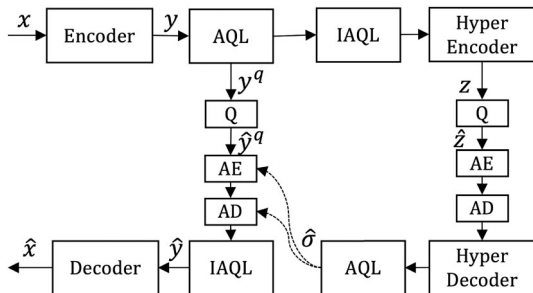 x
Encoder
y
AQL
IAQL
Hyper
Encoder
y^q
z
Q
Q
ŷ^q
ẑ
AE
AE
AD
AD
x̂
Decoder
ŷ
IAQL
σ̂
AQL
Hyper
Decoder